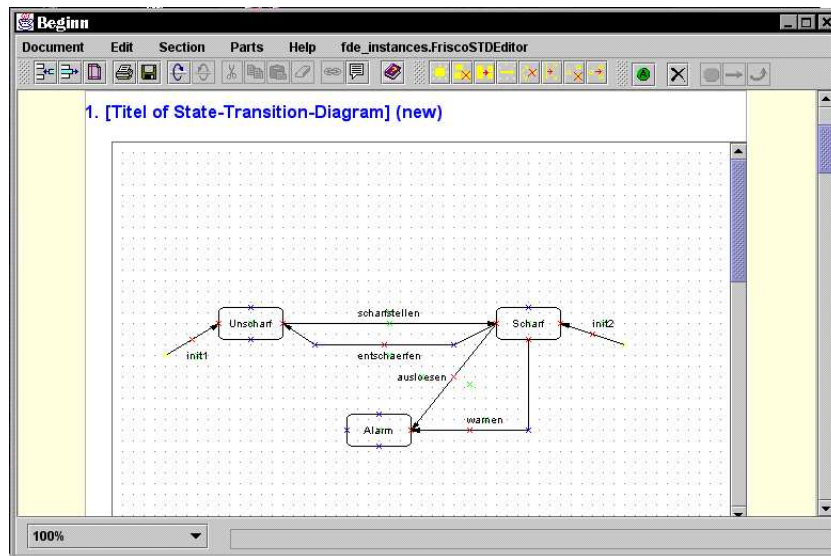 Beginn
Document Edit Section Parts Help fde_instances.FriscoSTDEditor
1. [Titel of State-Transition-Diagram] (new)
scharfstellen
Unscharf Scharf init2
init1 entschaerfen
ausloesen
Alarm warnen
100%